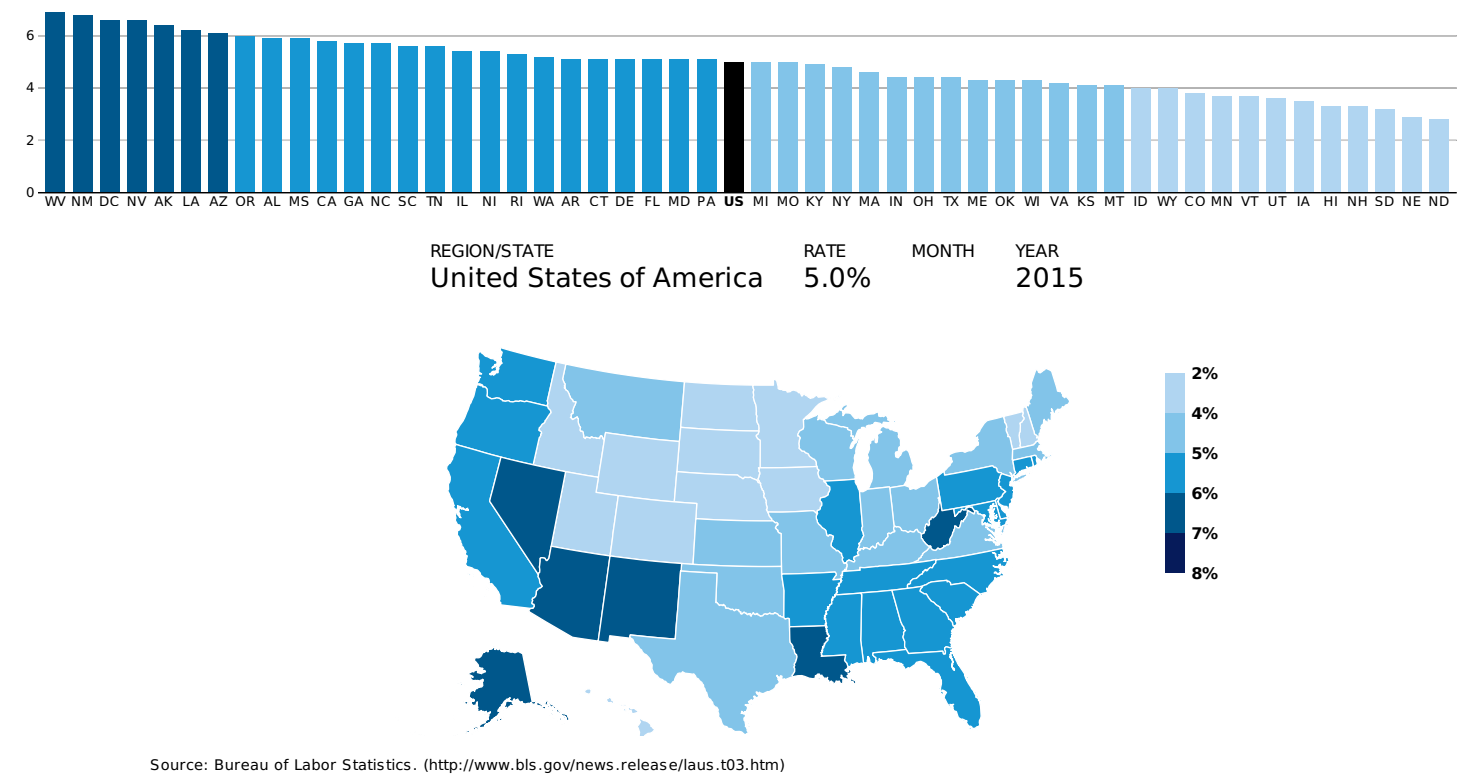 6
4
2
0
WV NM DC NV AK LA AZ OR AL MS CA GA NC SC TN IL NI RI WA AR CT DE FL MD PA US MI MO KY NY MA IN OH TX ME OK WI VA KS MT ID WY CO MN VT UT IA HI NH SD NE ND
REGION/STATE RATE MONTH YEAR
United States of America 5.0% 2015
2%
4%
5%
6%
7%
8%
Source: Bureau of Labor Statistics. (http://www.bls.gov/news.release/laus.t03.htm)